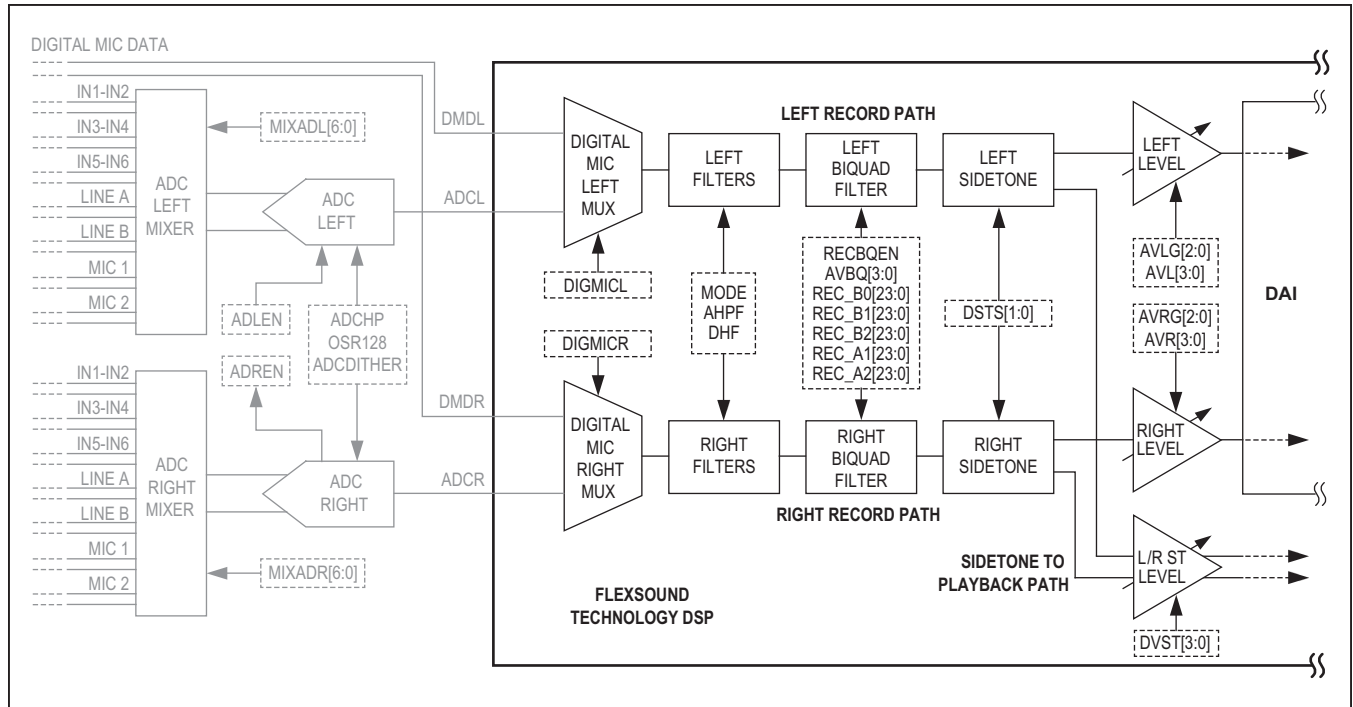 DIGITAL MIC DATA
IN1-IN2
IN3-IN4
IN5-IN6
LINE A
LINE B
MIC 1
MIC 2
ADC
LEFT
MIXER
MIXADL[6:0]
ADC
LEFT
ADLEN
ADCHP
OSR128
ADCDITHER
ADREN
IN1-IN2
IN3-IN4
IN5-IN6
LINE A
LINE B
MIC 1
MIC 2
ADC
RIGHT
MIXER
MIXADR[6:0]
ADC
RIGHT
DMDL
ADCL
DMDR
ADCR
DIGITAL
MIC
LEFT
MUX
DIGMICL
DIGMICR
DIGITAL
MIC
RIGHT
MUX
LEFT RECORD PATH
LEFT
FILTERS
LEFT
BIQUAD
FILTER
LEFT
SIDETONE
LEFT
LEVEL
MODE
AHPF
DHF
RECBQEN
AVBQ[3:0]
REC_B0[23:0]
REC_B1[23:0]
REC_B2[23:0]
REC_A1[23:0]
REC_A2[23:0]
DSTS[1:0]
AVLG[2:0]
AVL[3:0]
DAI
AVRG[2:0]
AVR[3:0]
RIGHT
FILTERS
RIGHT
BIQUAD
FILTER
RIGHT
SIDETONE
RIGHT
LEVEL
RIGHT RECORD PATH
SIDETONE TO
PLAYBACK PATH
L/R ST
LEVEL
DVST[3:0]
FLEXSOUND
TECHNOLOGY DSP